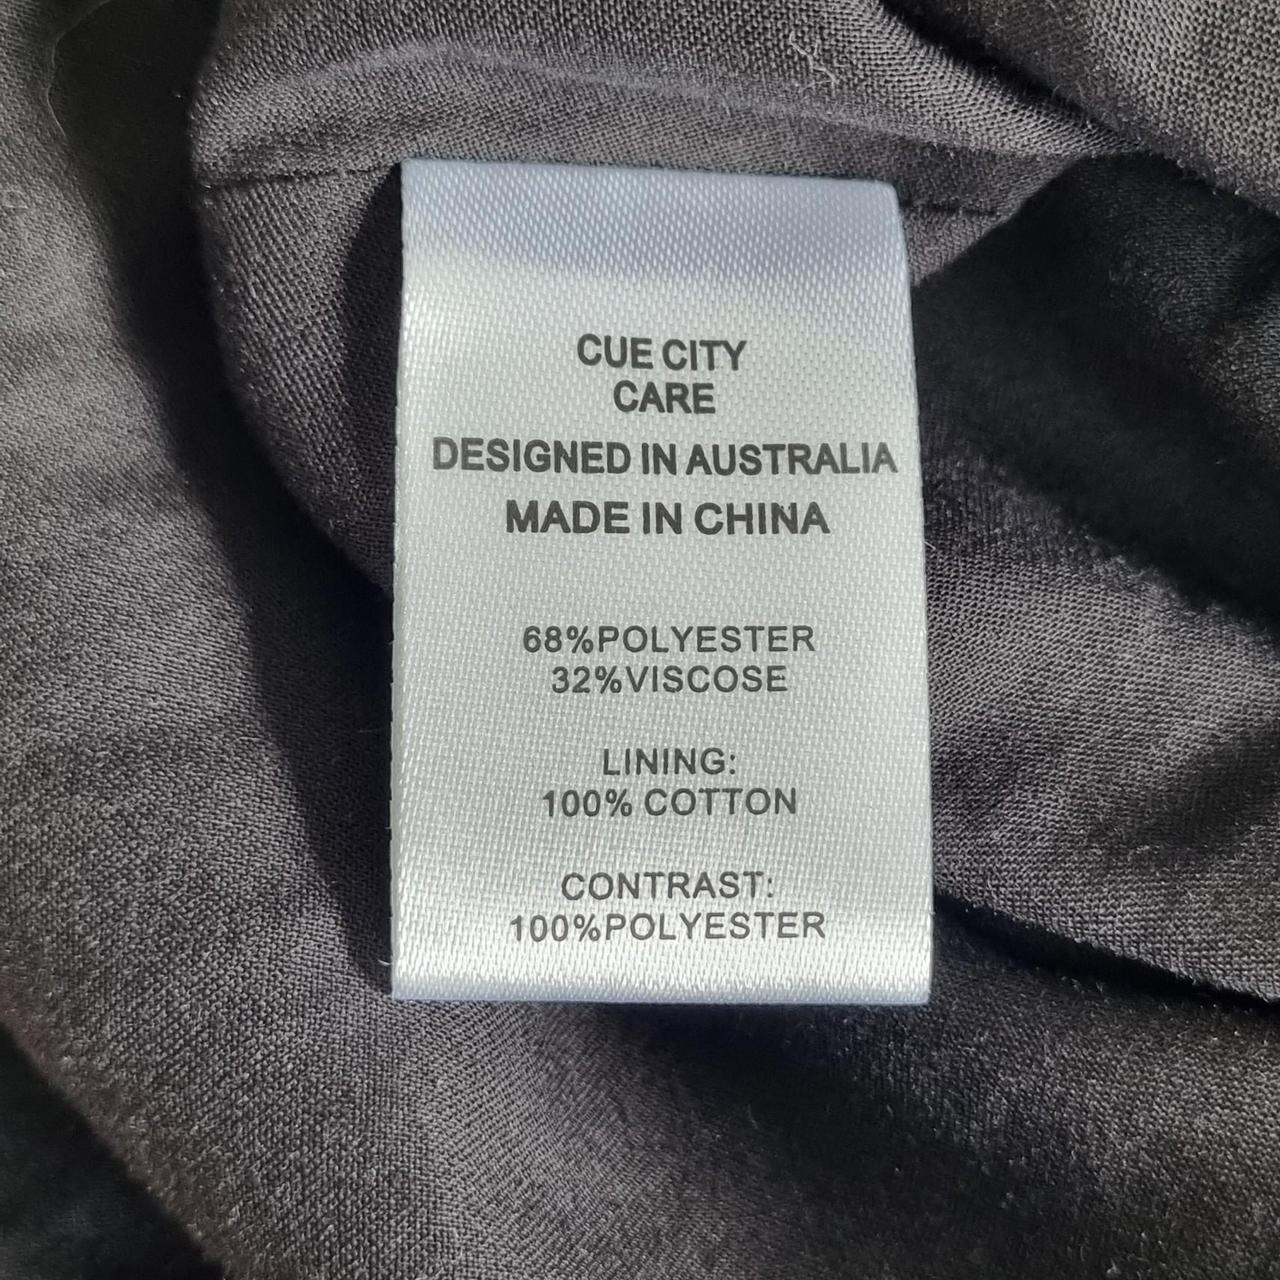 CUE CITY
CARE
DESIGNED IN AUSTRALIA
MADE IN CHINA
68%POLYESTER
32%VISCOSE
LINING:
100% COTTON
CONTRAST:
100%POLYESTER